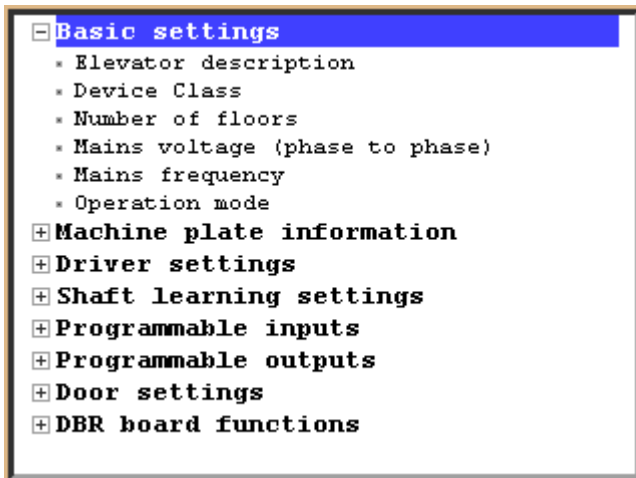 Basic settings
Elevator description
Device Class
Number of floors
Mains voltage (phase to phase)
Mains frequency
Operation mode
Machine plate information
Driver settings
Shaft learning settings
Programmable inputs
Programmable outputs
Door settings
DBR board functions